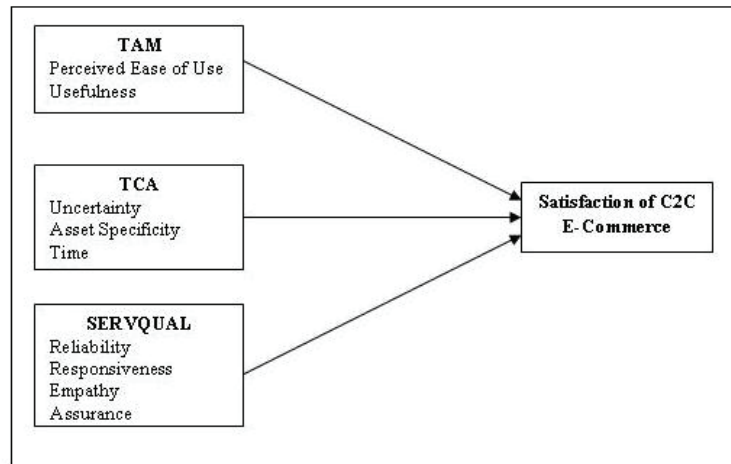 TAM
Perceived Ease of Use
Usefulness
TCA
Uncertainty
Asset Specificity
Time
SERVQUAL
Reliability
Responsiveness
Empathy
Assurance
Satisfaction of C2C
E-Commerce